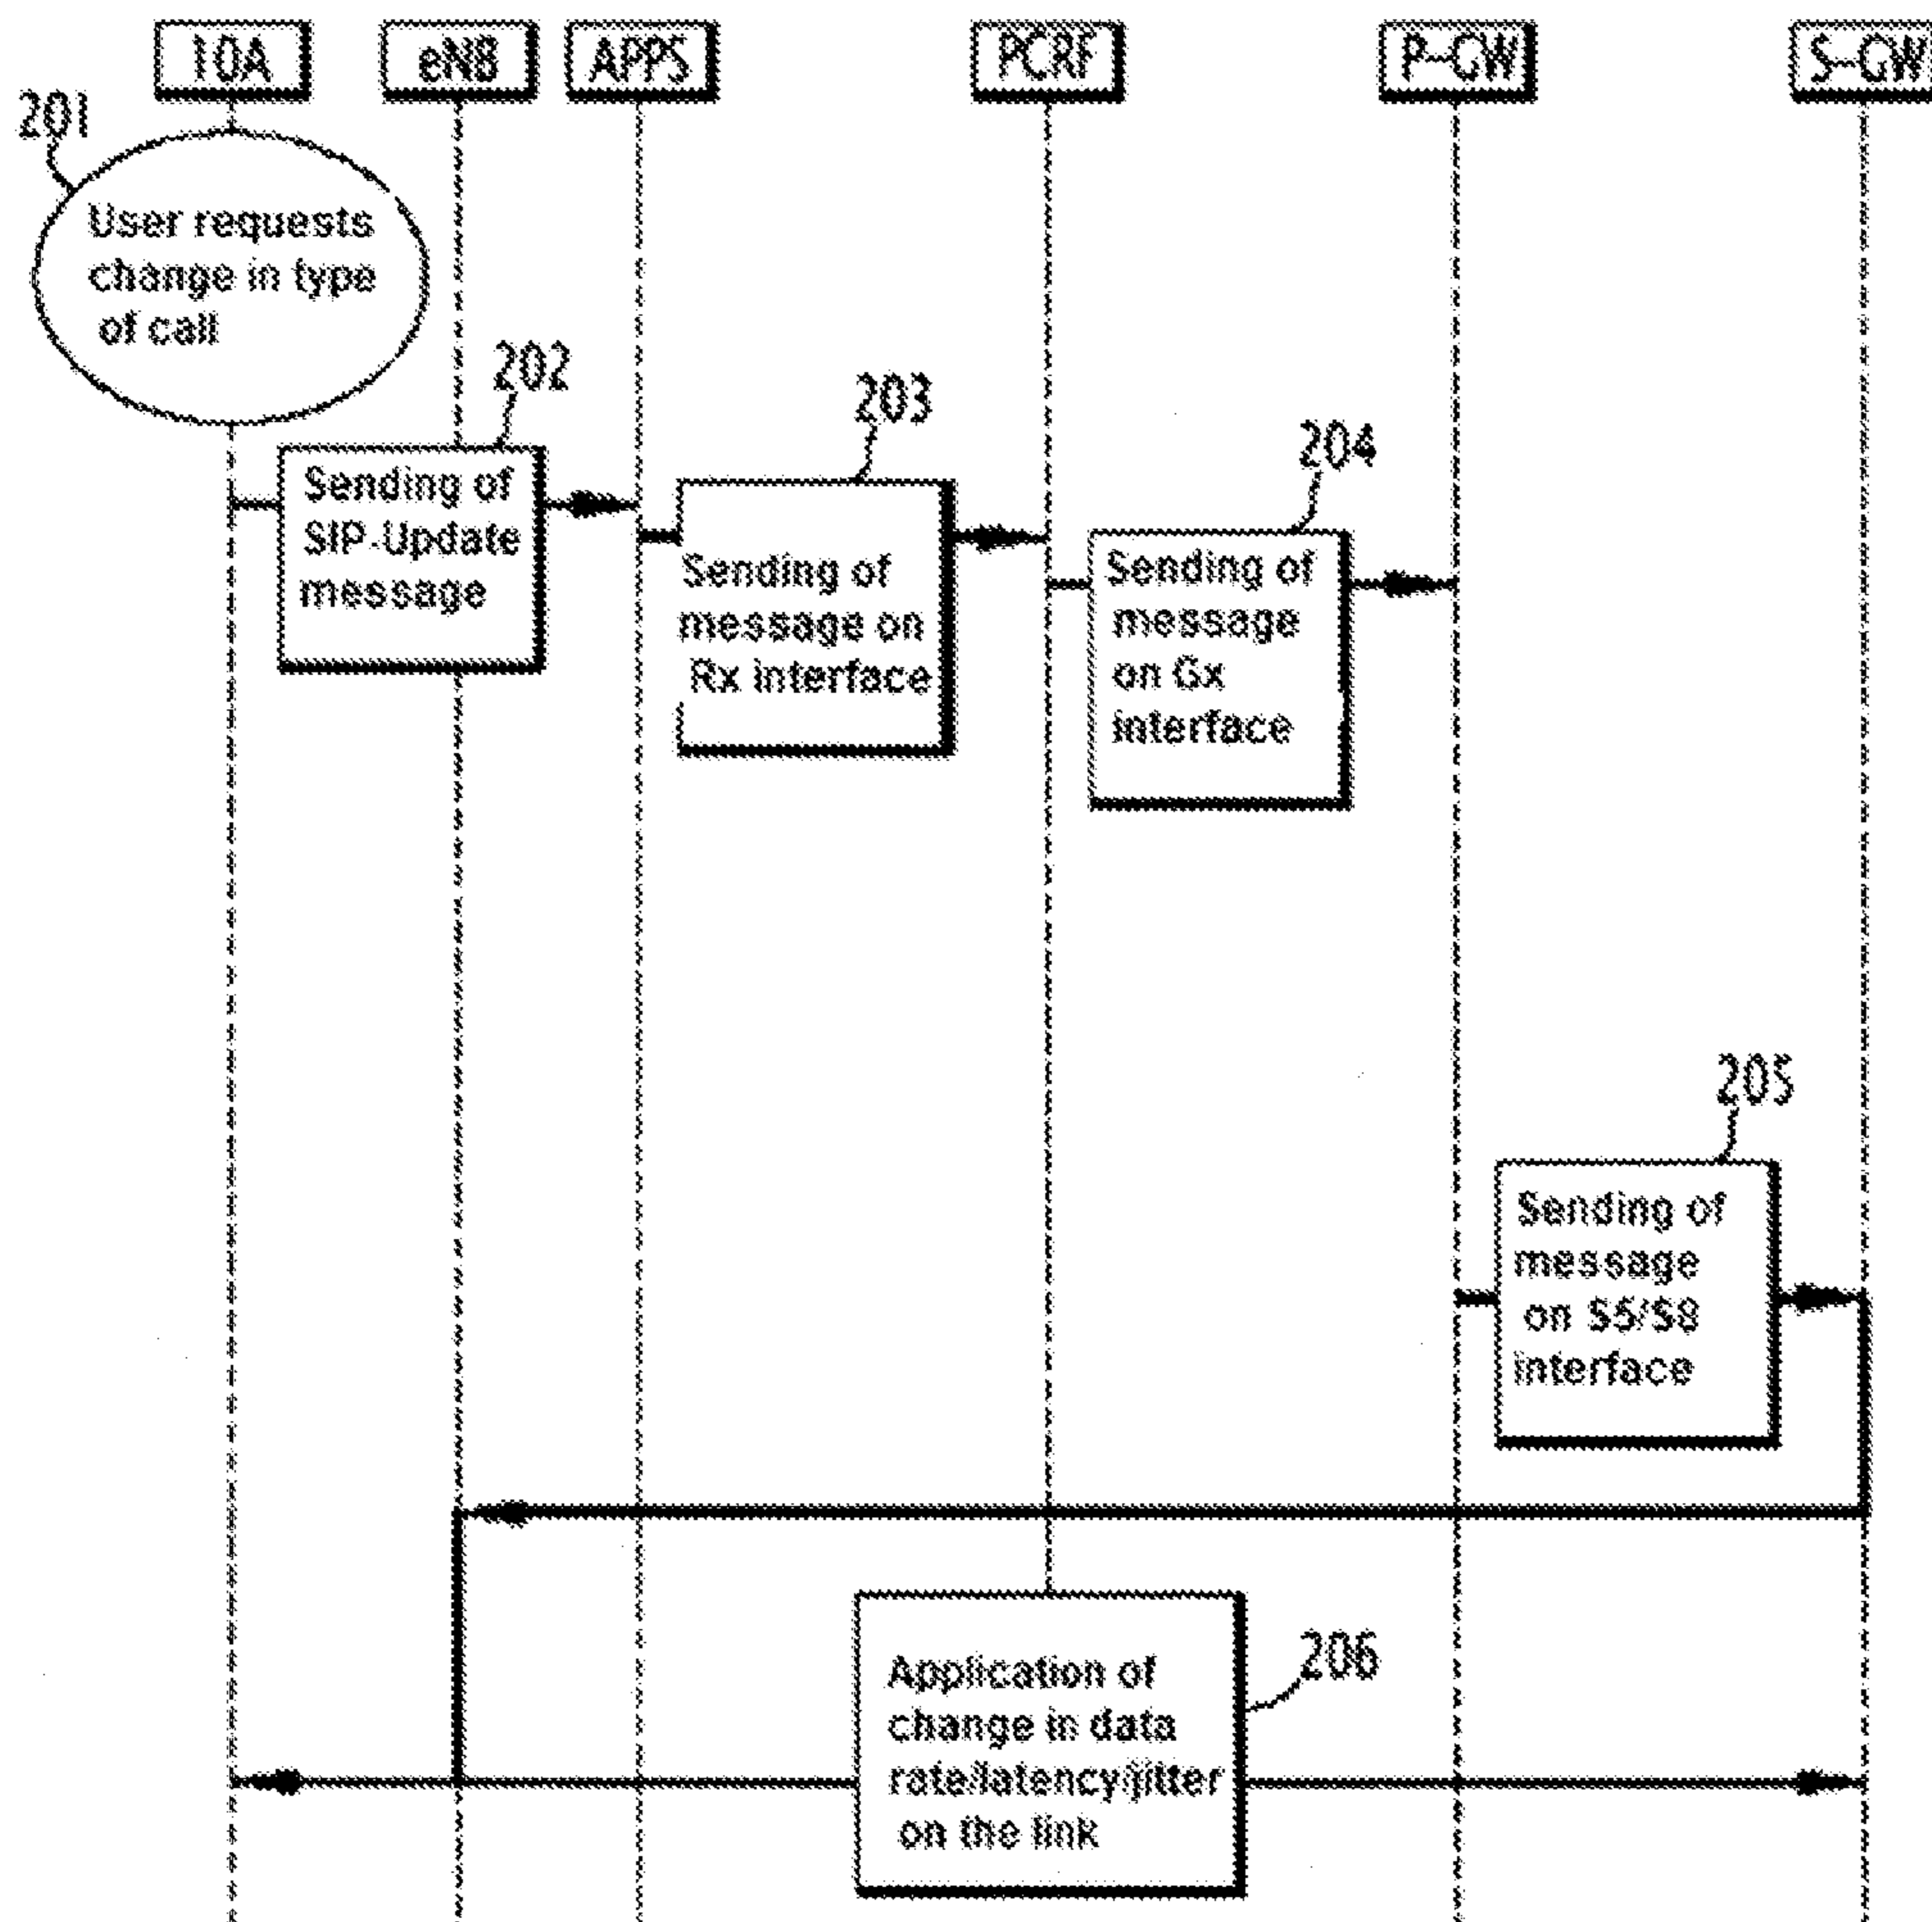 10A eNB APPS PCRF P-GW S-GW
201
User requests
change in type
of call
202
Sending of
SIP-Update
message
203
Sending of
message on
Rx interface
204
Sending of
message
on Gx
interface
205
Sending of
message
on S5/S8
interface
206
Application of
change in data
rate/latency/jitter
on the link